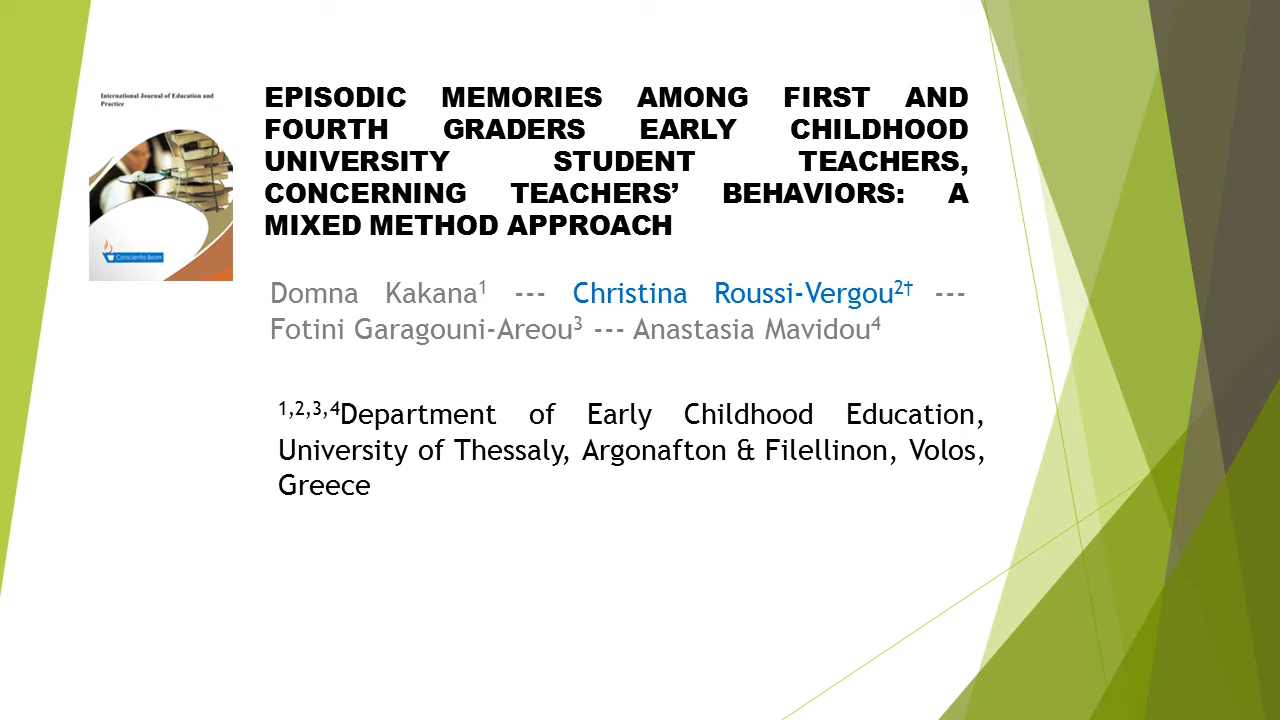 International Journal of Education and
Practice
Conscientia Beam
EPISODIC MEMORIES AMONG FIRST AND
FOURTH GRADERS EARLY CHILDHOOD
UNIVERSITY STUDENT TEACHERS,
CONCERNING TEACHERS’ BEHAVIORS: A
MIXED METHOD APPROACH
Domna Kakana¹ --- Christina Roussi-Vergou²† ---
Fotini Garagouni-Areou³ --- Anastasia Mavidou⁴
¹,²,³,⁴Department of Early Childhood Education,
University of Thessaly, Argonafton & Filellinon, Volos,
Greece